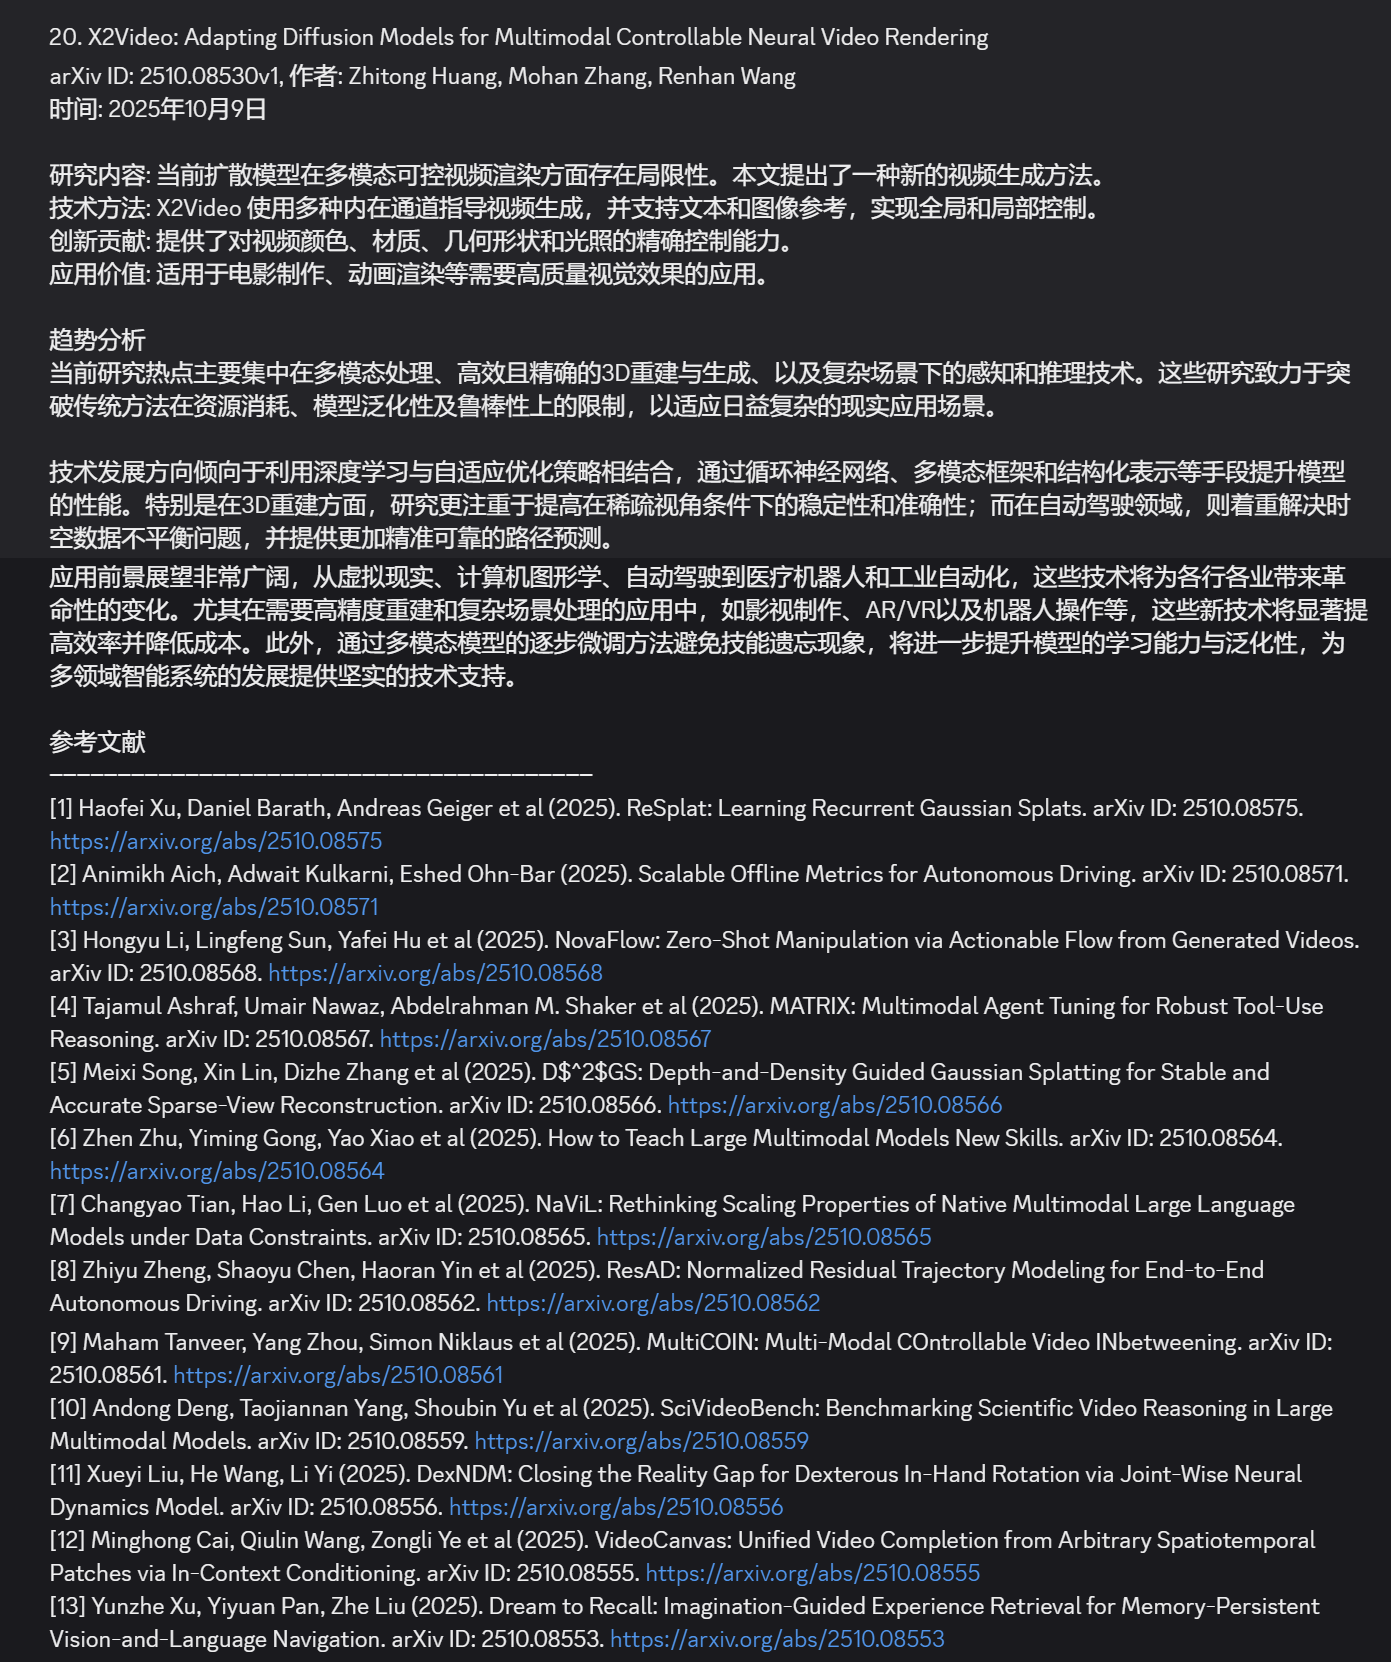 20. X2Video: Adapting Diffusion Models for Multimodal Controllable Neural Video Rendering
arXiv ID: 2510.08530v1, 作者: Zhitong Huang, Mohan Zhang, Renhan Wang
时间: 2025年10月9日
研究内容: 当前扩散模型在多模态可控视频渲染方面存在局限性。本文提出了一种新的视频生成方法。
技术方法: X2Video 使用多种内在通道指导视频生成，并支持文本和图像参考，实现全局和局部控制。
创新贡献: 提供了对视频颜色、材质、几何形状和光照的精确控制能力。
应用价值: 适用于电影制作、动画渲染等需要高质量视觉效果的应用。
趋势分析
当前研究热点主要集中在多模态处理、高效且精确的3D重建与生成、以及复杂场景下的感知和推理技术。这些研究致力于突
破传统方法在资源消耗、模型泛化性及鲁棒性上的限制，以适应日益复杂的现实应用场景。
技术发展方向倾向于利用深度学习与自适应优化策略相结合，通过循环神经网络、多模态框架和结构化表示等手段提升模型
的性能。特别是在3D重建方面，研究更注重于提高在稀疏视角条件下的稳定性和准确性；而在自动驾驶领域，则着重解决时
空数据不平衡问题，并提供更加精准可靠的路径预测。
应用前景展望非常广阔，从虚拟现实、计算机图形学、自动驾驶到医疗机器人和工业自动化，这些技术将为各行各业带来革
命性的变化。尤其在需要高精度重建和复杂场景处理的应用中，如影视制作、AR/VR以及机器人操作等，这些新技术将显著提
高效率并降低成本。此外，通过多模态模型的逐步微调方法避免技能遗忘现象，将进一步提升模型的学习能力与泛化性，为
多领域智能系统的发展提供坚实的技术支持。
参考文献
----------------------------------------
[1] Haofei Xu, Daniel Barath, Andreas Geiger et al (2025). ReSplat: Learning Recurrent Gaussian Splats. arXiv ID: 2510.08575.
https://arxiv.org/abs/2510.08575
[2] Animikh Aich, Adwait Kulkarni, Eshed Ohn-Bar (2025). Scalable Offline Metrics for Autonomous Driving. arXiv ID: 2510.08571.
https://arxiv.org/abs/2510.08571
[3] Hongyu Li, Lingfeng Sun, Yafei Hu et al (2025). NovaFlow: Zero-Shot Manipulation via Actionable Flow from Generated Videos.
arXiv ID: 2510.08568. https://arxiv.org/abs/2510.08568
[4] Tajamul Ashraf, Umair Nawaz, Abdelrahman M. Shaker et al (2025). MATRIX: Multimodal Agent Tuning for Robust Tool-Use
Reasoning. arXiv ID: 2510.08567. https://arxiv.org/abs/2510.08567
[5] Meixi Song, Xin Lin, Dizhe Zhang et al (2025). D$^2$GS: Depth-and-Density Guided Gaussian Splatting for Stable and
Accurate Sparse-View Reconstruction. arXiv ID: 2510.08566. https://arxiv.org/abs/2510.08566
[6] Zhen Zhu, Yiming Gong, Yao Xiao et al (2025). How to Teach Large Multimodal Models New Skills. arXiv ID: 2510.08564.
https://arxiv.org/abs/2510.08564
[7] Changyao Tian, Hao Li, Gen Luo et al (2025). NaViL: Rethinking Scaling Properties of Native Multimodal Large Language
Models under Data Constraints. arXiv ID: 2510.08565. https://arxiv.org/abs/2510.08565
[8] Zhiyu Zheng, Shaoyu Chen, Haoran Yin et al (2025). ResAD: Normalized Residual Trajectory Modeling for End-to-End
Autonomous Driving. arXiv ID: 2510.08562. https://arxiv.org/abs/2510.08562
[9] Maham Tanveer, Yang Zhou, Simon Niklaus et al (2025). MultiCOIN: Multi-Modal COntrollable Video INbetweening. arXiv ID:
2510.08561. https://arxiv.org/abs/2510.08561
[10] Andong Deng, Taojiannan Yang, Shoubin Yu et al (2025). SciVideoBench: Benchmarking Scientific Video Reasoning in Large
Multimodal Models. arXiv ID: 2510.08559. https://arxiv.org/abs/2510.08559
[11] Xueyi Liu, He Wang, Li Yi (2025). DexNDM: Closing the Reality Gap for Dexterous In-Hand Rotation via Joint-Wise Neural
Dynamics Model. arXiv ID: 2510.08556. https://arxiv.org/abs/2510.08556
[12] Minghong Cai, Qiulin Wang, Zongli Ye et al (2025). VideoCanvas: Unified Video Completion from Arbitrary Spatiotemporal
Patches via In-Context Conditioning. arXiv ID: 2510.08555. https://arxiv.org/abs/2510.08555
[13] Yunzhe Xu, Yiyuan Pan, Zhe Liu (2025). Dream to Recall: Imagination-Guided Experience Retrieval for Memory-Persistent
Vision-and-Language Navigation. arXiv ID: 2510.08553. https://arxiv.org/abs/2510.08553